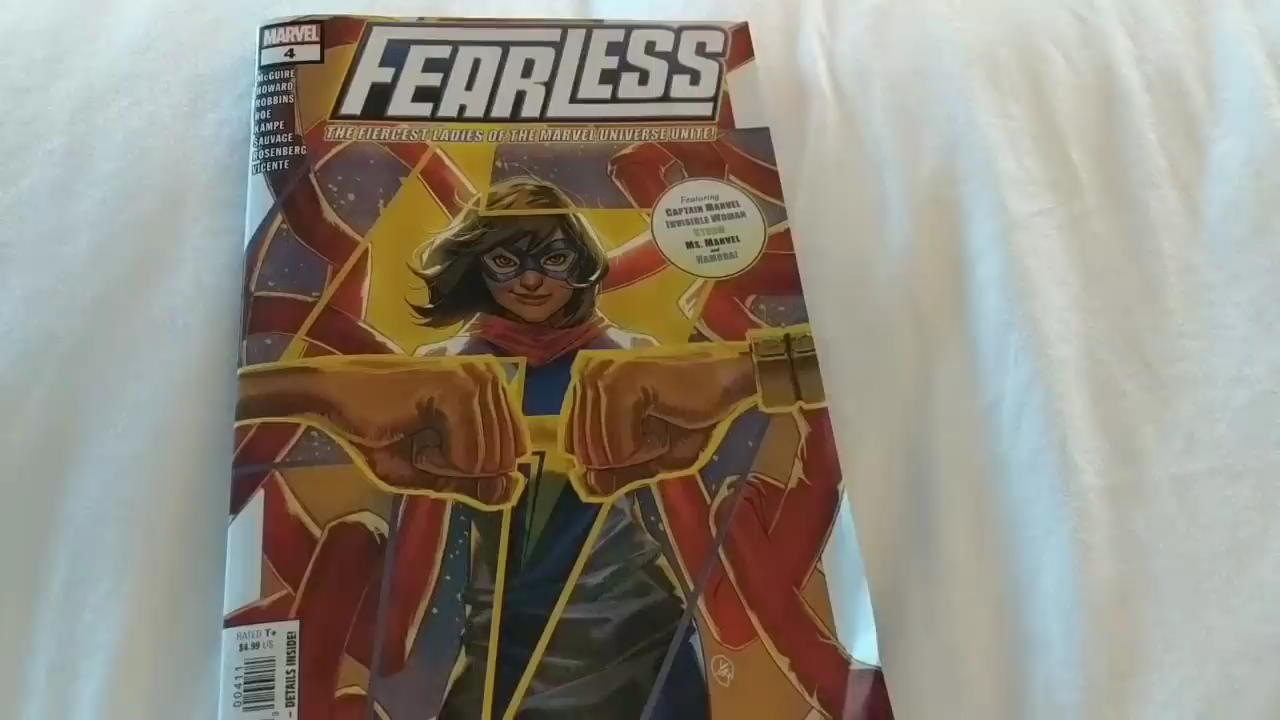 MARVEL
4
McGUIRE
HOWARD
ROBBINS
ROE
KAMPE
SAUVAGE
ROSENBERG
VICENTE
FEARLESS
THE FIERCEST LADIES OF THE MARVEL UNIVERSE UNITE!
Featuring
CAPTAIN MARVEL
INVISIBLE WOMAN
STORM
MS. MARVEL
and
RATED T+
$4.99 US
00411
DETAILS INSIDE!